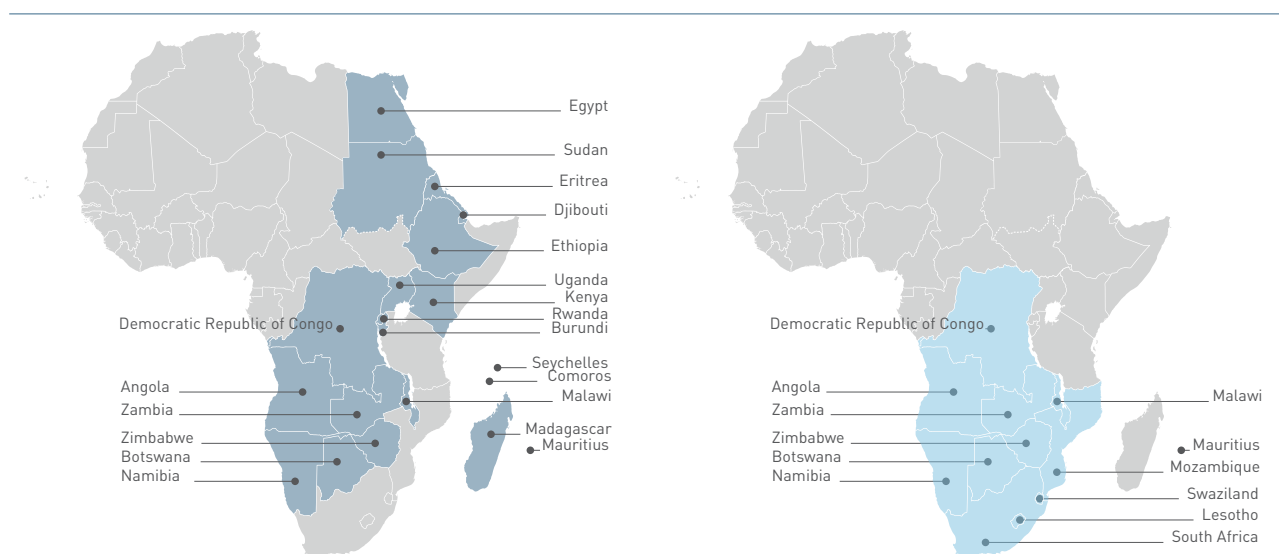 Egypt
Sudan
Eritrea
Djibouti
Ethiopia
Uganda
Kenya
Rwanda
Burundi
Democratic Republic of Congo
Seychelles
Comoros
Angola
Malawi
Zambia
Madagascar
Zimbabwe
Mauritius
Botswana
Namibia
Democratic Republic of Congo
Angola
Malawi
Zambia
Zimbabwe
Mauritius
Botswana
Mozambique
Namibia
Swaziland
Lesotho
South Africa